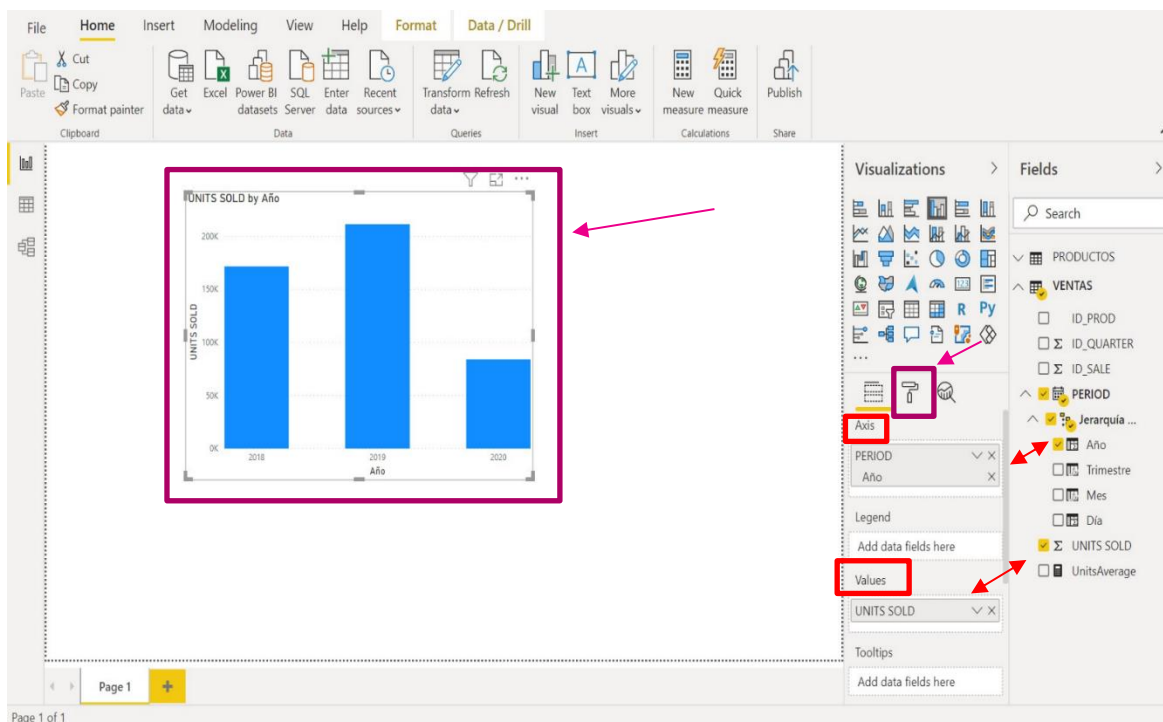 File Home Insert Modeling View Help Format Data / Drill
Paste
Cut
Copy
Format painter
Clipboard
Get data
Excel
Power BI datasets
SQL Server
Enter data
Recent sources
Data
Transform data
Refresh
Queries
New visual
Text box
More visuals
Insert
New measure
Quick measure
Calculations
Publish
Share
UNITS SOLD by Año
UNITS SOLD
200K
150K
100K
50K
0K
2018 2019 2020
Año
Visualizations
R Py
...
Axis
PERIOD
Año
Legend
Add data fields here
Values
UNITS SOLD
Tooltips
Add data fields here
Fields
Search
PRODUCTOS
VENTAS
ID_PROD
Σ ID_QUARTER
Σ ID_SALE
PERIOD
Jerarquía ...
Año
Trimestre
Mes
Día
Σ UNITS SOLD
UnitsAverage
Page 1 +
Page 1 of 1